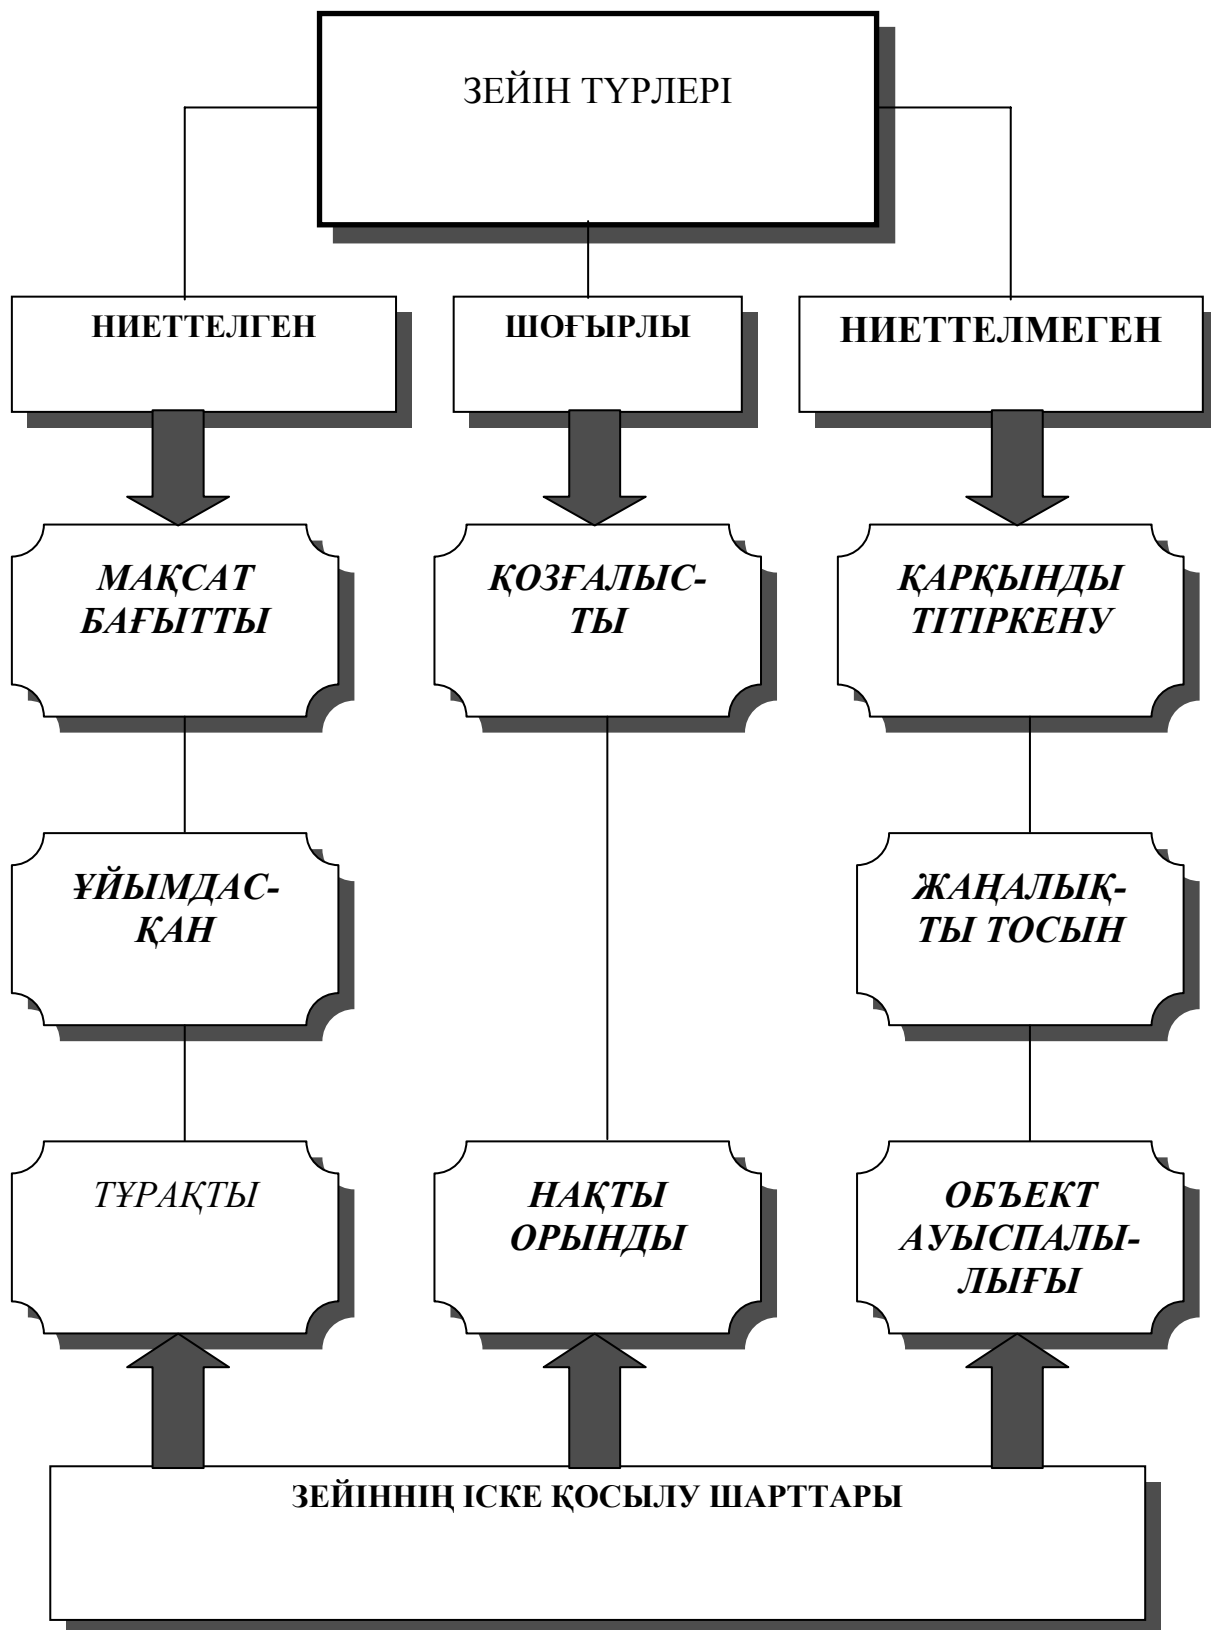 ЗЕЙІН ТҮРЛЕРІ
НИЕТТЕЛГЕН
ШОҒЫРЛЫ
НИЕТТЕЛМЕГЕН
МАҚСАТ
БАҒЫТТЫ
ҚОЗҒАЛЫС-
ТЫ
ҚАРҚЫНДЫ
ТІТІРКЕНУ
ҰЙЫМДАС-
ҚАН
ЖАҢАЛЫҚ-
ТЫ ТОСЫН
ТҰРАҚТЫ
НАҚТЫ
ОРЫНДЫ
ОБЪЕКТ
АУЫСПАЛЫ-
ЛЫҒЫ
ЗЕЙІННІҢ ІСКЕ ҚОСЫЛУ ШАРТТАРЫ